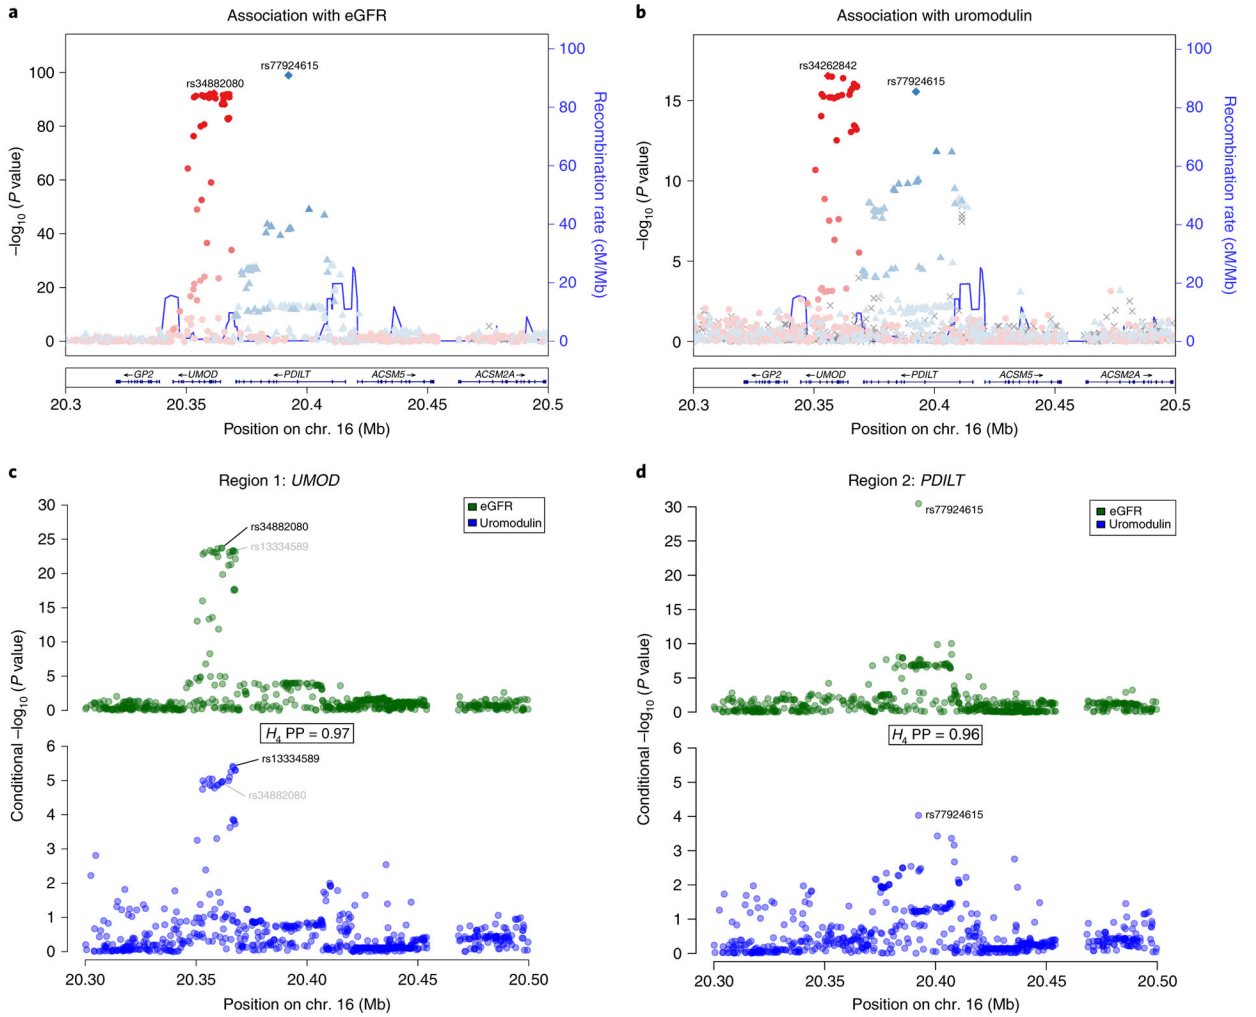 a
Association with eGFR
rs77924615
rs34882080
100
80
60
40
20
0
–log10 (P value)
100
80
60
40
20
0
Recombination rate (cM/Mb)
←GP2
←UMOD
←PDILT
ACSM5→
ACSM2A→
20.3
20.35
20.4
20.45
20.5
Position on chr. 16 (Mb)
b
Association with uromodulin
rs34262842
rs77924615
15
10
5
0
–log10 (P value)
100
80
60
40
20
0
Recombination rate (cM/Mb)
←GP2
←UMOD
←PDILT
ACSM5→
ACSM2A→
20.3
20.35
20.4
20.45
20.5
Position on chr. 16 (Mb)
c
Region 1: UMOD
eGFR
Uromodulin
rs34882080
rs13334589
30
25
20
15
10
5
0
H4 PP = 0.97
Conditional –log10 (P value)
rs13334589
rs34882080
6
5
4
3
2
1
0
20.30
20.35
20.40
20.45
20.50
Position on chr. 16 (Mb)
d
Region 2: PDILT
eGFR
Uromodulin
rs77924615
30
25
20
15
10
5
0
H4 PP = 0.96
Conditional –log10 (P value)
rs77924615
6
5
4
3
2
1
0
20.30
20.35
20.40
20.45
20.50
Position on chr. 16 (Mb)